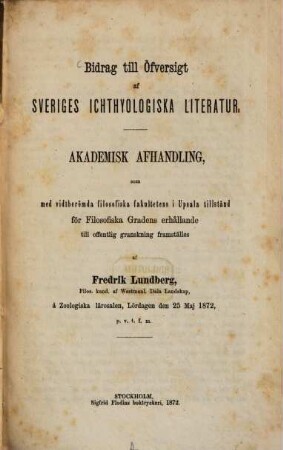 Bidrag till Öfversigt
af
SVERIGES ICHTHYOLOGISKA LITERATUR.
AKADEMISK AFHANDLING,
som
med vidtberömda filosofiska fakultetens i Upsala tillstånd
för Filosofiska Gradens erhållande
till offentlig granskning framställes
af
Fredrik Lundberg,
Filos. kand. af Westmanl. Dala Landskap,
å Zoologiska lärosalen, Lördagen den 25 Maj 1872,
p. v. t. f. m.
STOCKHOLM,
Sigfrid Flodins boktryckeri, 1872.